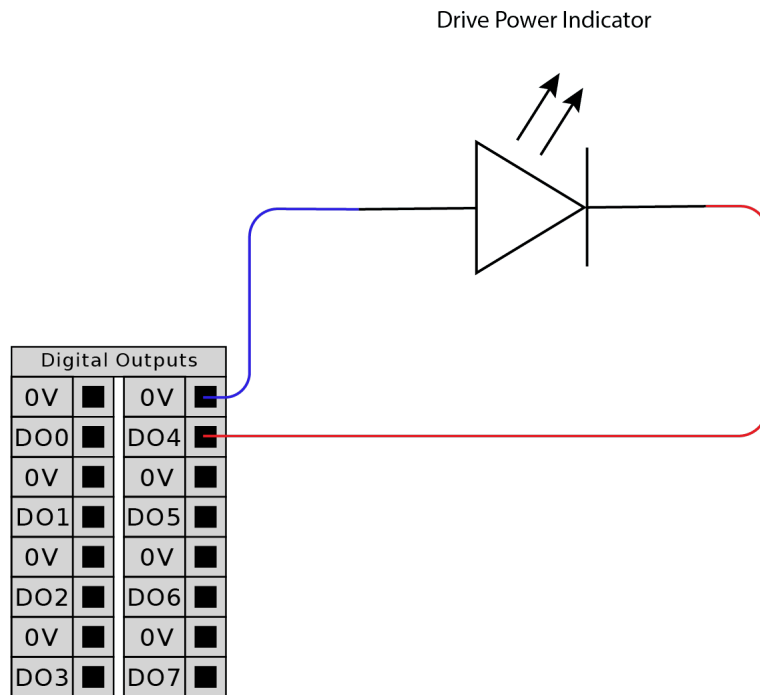 Drive Power Indicator
Digital Outputs
0V 0V
DO0 DO4
0V 0V
DO1 DO5
0V 0V
DO2 DO6
0V 0V
DO3 DO7